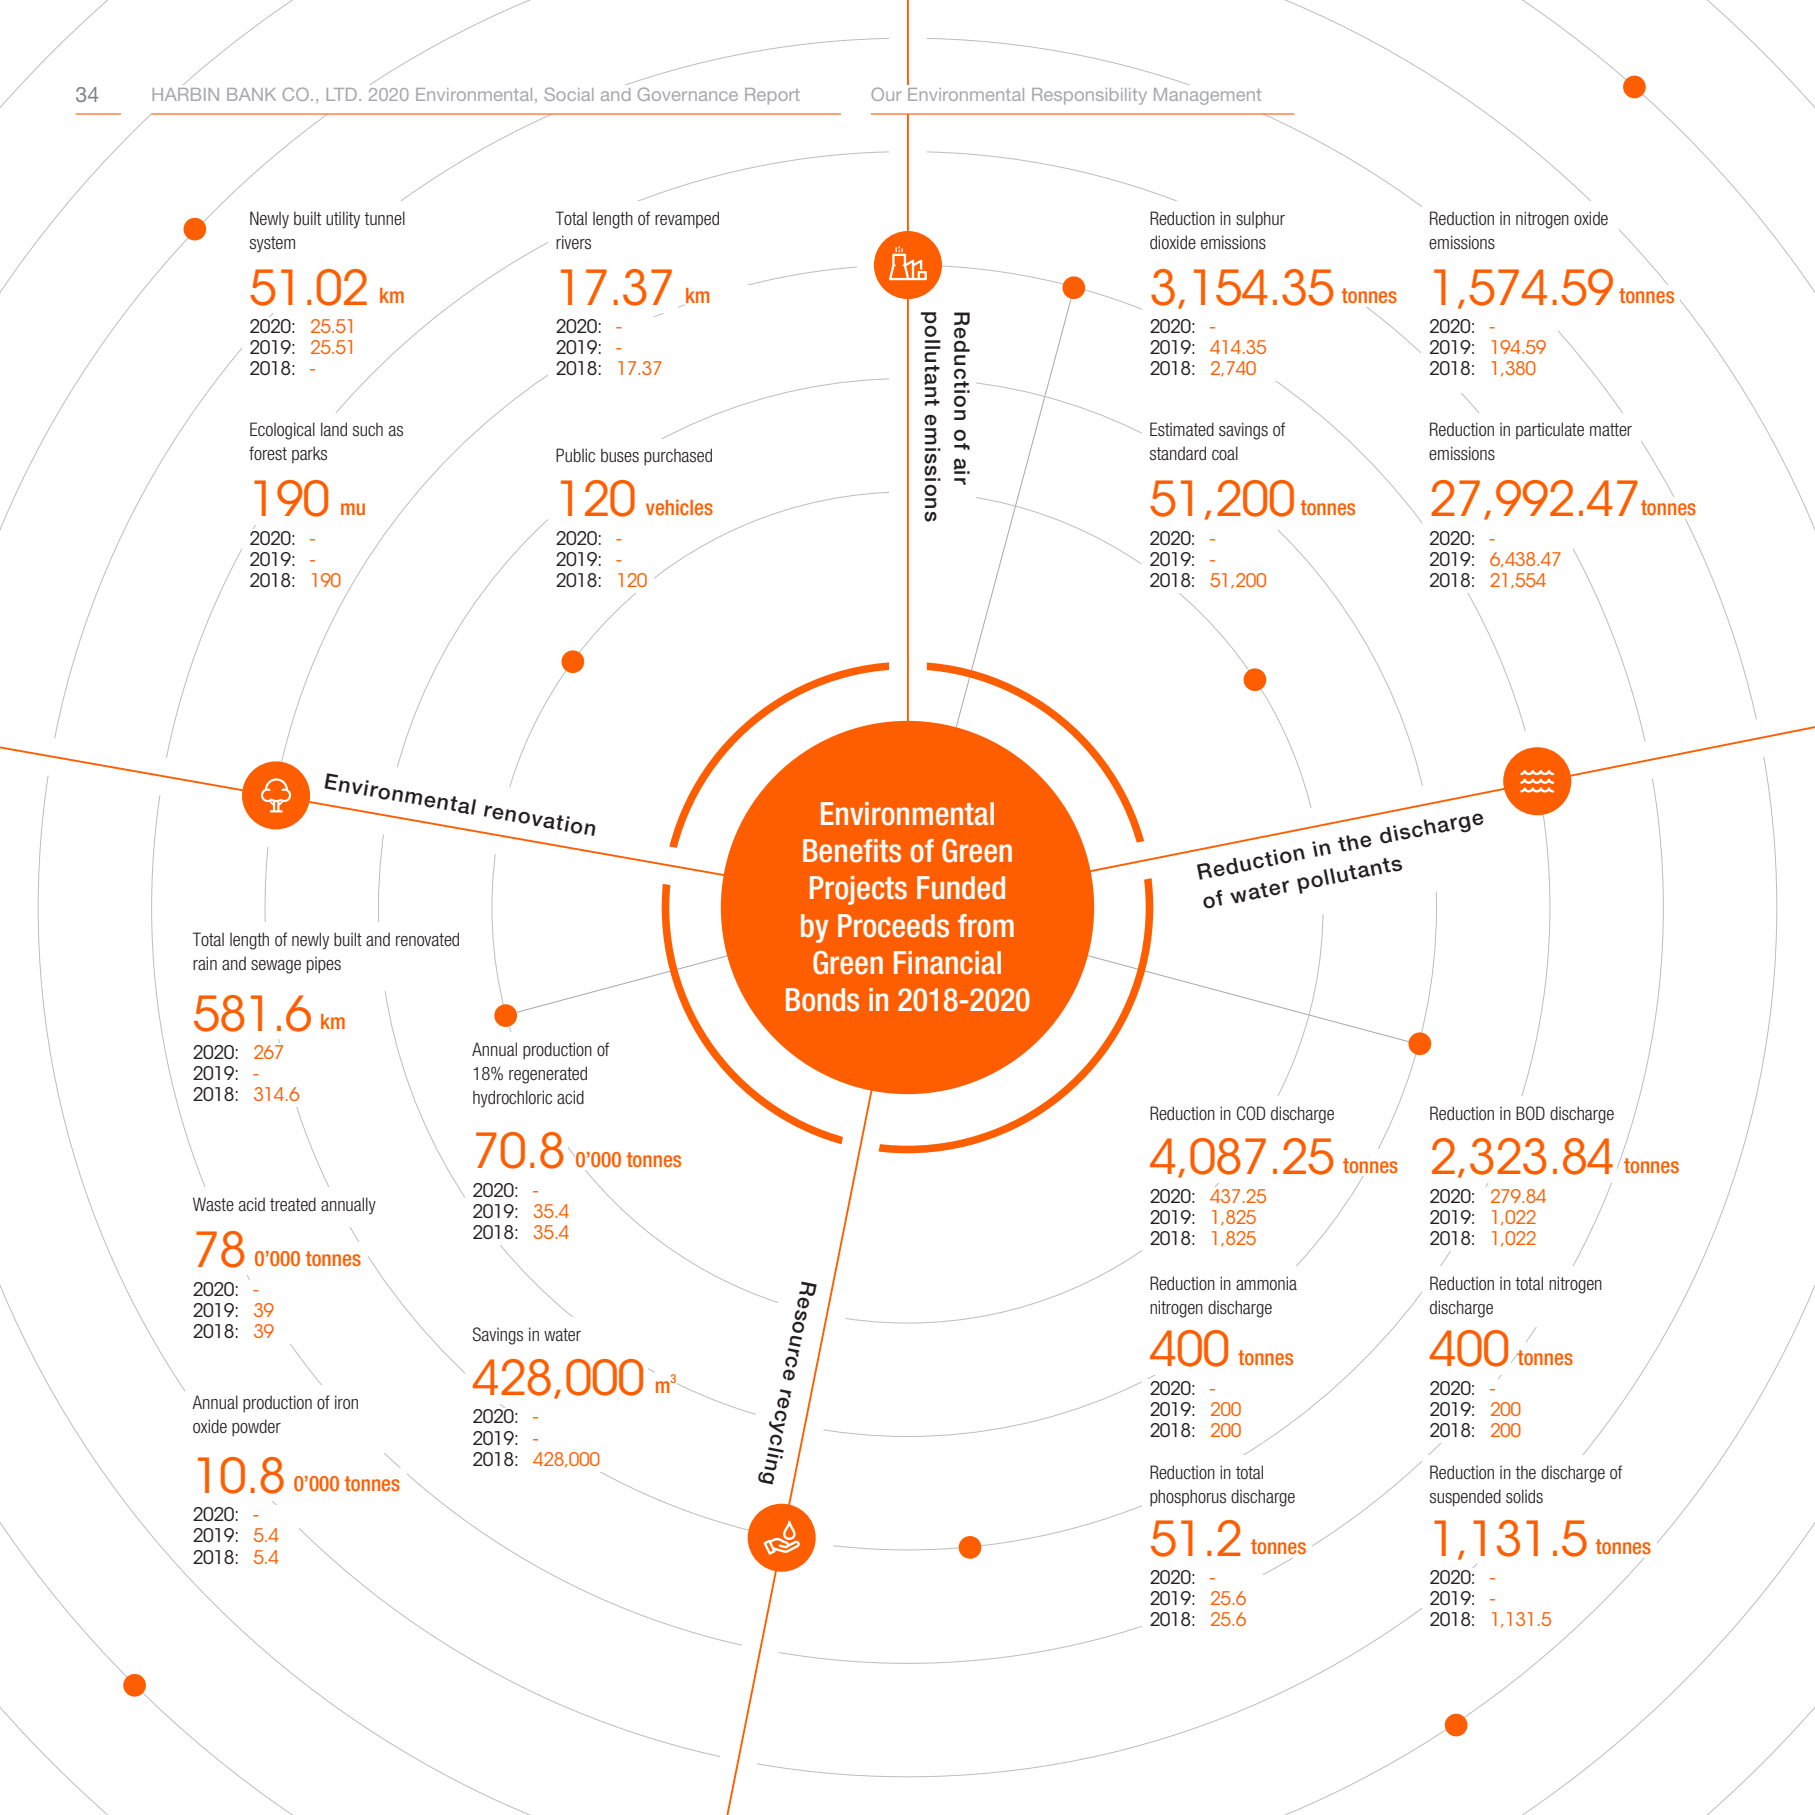 34
HARBIN BANK CO., LTD. 2020 Environmental, Social and Governance Report
Our Environmental Responsibility Management
Newly built utility tunnel
system
51.02 km
2020: 25.51
2019: 25.51
2018: -
Total length of revamped
rivers
17.37 km
2020: -
2019: -
2018: 17.37
Ecological land such as
forest parks
190 mu
2020: -
2019: -
2018: 190
Public buses purchased
120 vehicles
2020: -
2019: -
2018: 120
Environmental renovation
Reduction of air
pollutant emissions
Reduction in sulphur
dioxide emissions
3,154.35 tonnes
2020: -
2019: 414.35
2018: 2,740
Reduction in nitrogen oxide
emissions
1,574.59 tonnes
2020: -
2019: 194.59
2018: 1,380
Estimated savings of
standard coal
51,200 tonnes
2020: -
2019: -
2018: 51,200
Reduction in particulate matter
emissions
27,992.47 tonnes
2020: -
2019: 6,438.47
2018: 21,554
Environmental
Benefits of Green
Projects Funded
by Proceeds from
Green Financial
Bonds in 2018-2020
Reduction in the discharge
of water pollutants
Total length of newly built and renovated
rain and sewage pipes
581.6 km
2020: 267
2019: -
2018: 314.6
Annual production of
18% regenerated
hydrochloric acid
70.8 0'000 tonnes
2020: -
2019: 35.4
2018: 35.4
Waste acid treated annually
78 0'000 tonnes
2020: -
2019: 39
2018: 39
Savings in water
428,000 m³
2020: -
2019: -
2018: 428,000
Annual production of iron
oxide powder
10.8 0'000 tonnes
2020: -
2019: 5.4
2018: 5.4
Resource recycling
Reduction in COD discharge
4,087.25 tonnes
2020: 437.25
2019: 1,825
2018: 1,825
Reduction in BOD discharge
2,323.84 tonnes
2020: 279.84
2019: 1,022
2018: 1,022
Reduction in ammonia
nitrogen discharge
400 tonnes
2020: -
2019: 200
2018: 200
Reduction in total nitrogen
discharge
400 tonnes
2020: -
2019: 200
2018: 200
Reduction in total
phosphorus discharge
51.2 tonnes
2020: -
2019: 25.6
2018: 25.6
Reduction in the discharge of
suspended solids
1,131.5 tonnes
2020: -
2019: -
2018: 1,131.5